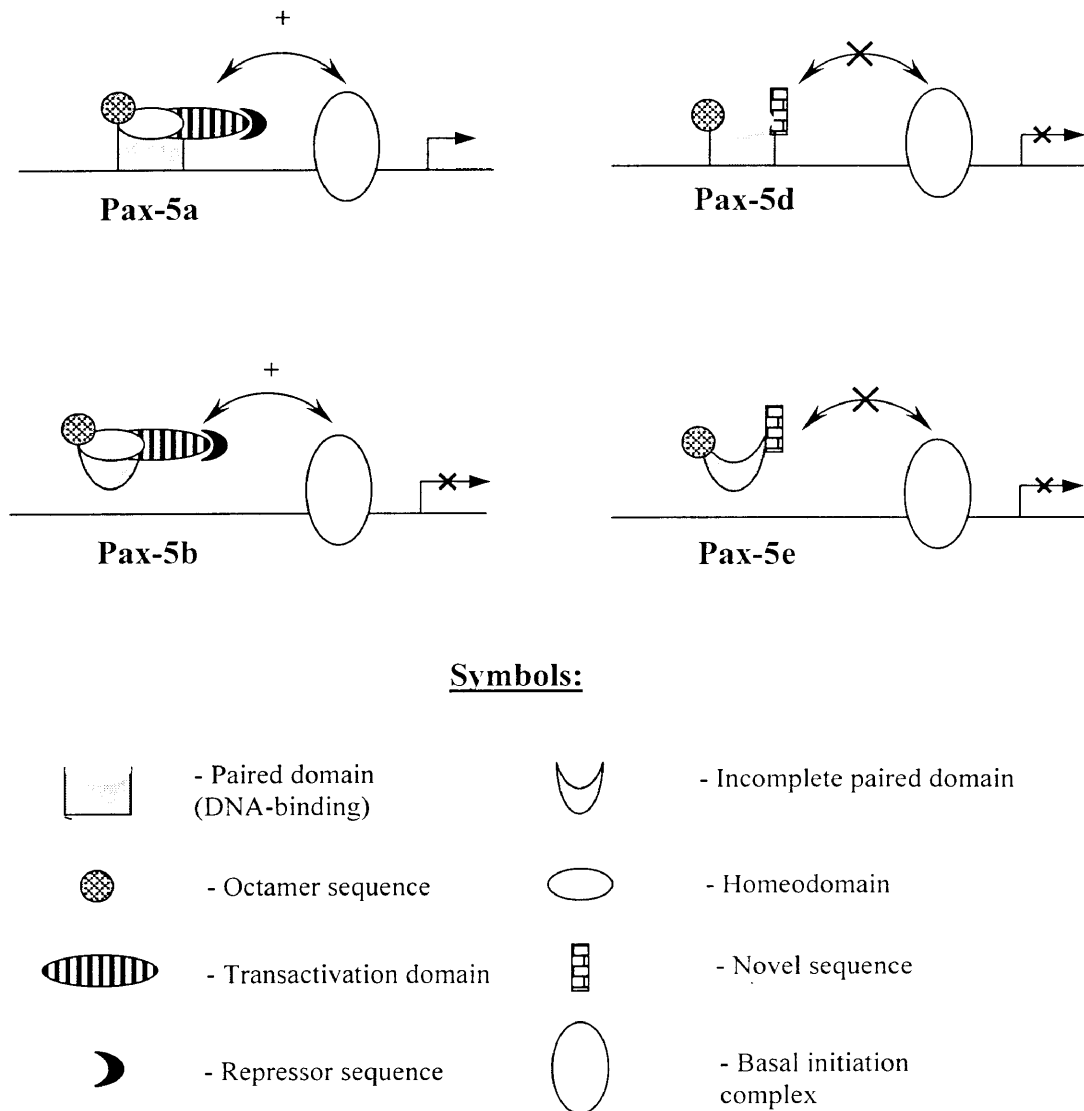 +
Pax-5a
Pax-5d
+
Pax-5b
Pax-5e
Symbols:
- Paired domain
(DNA-binding)
- Incomplete paired domain
- Octamer sequence
- Homeodomain
- Transactivation domain
- Novel sequence
- Repressor sequence
- Basal initiation
complex